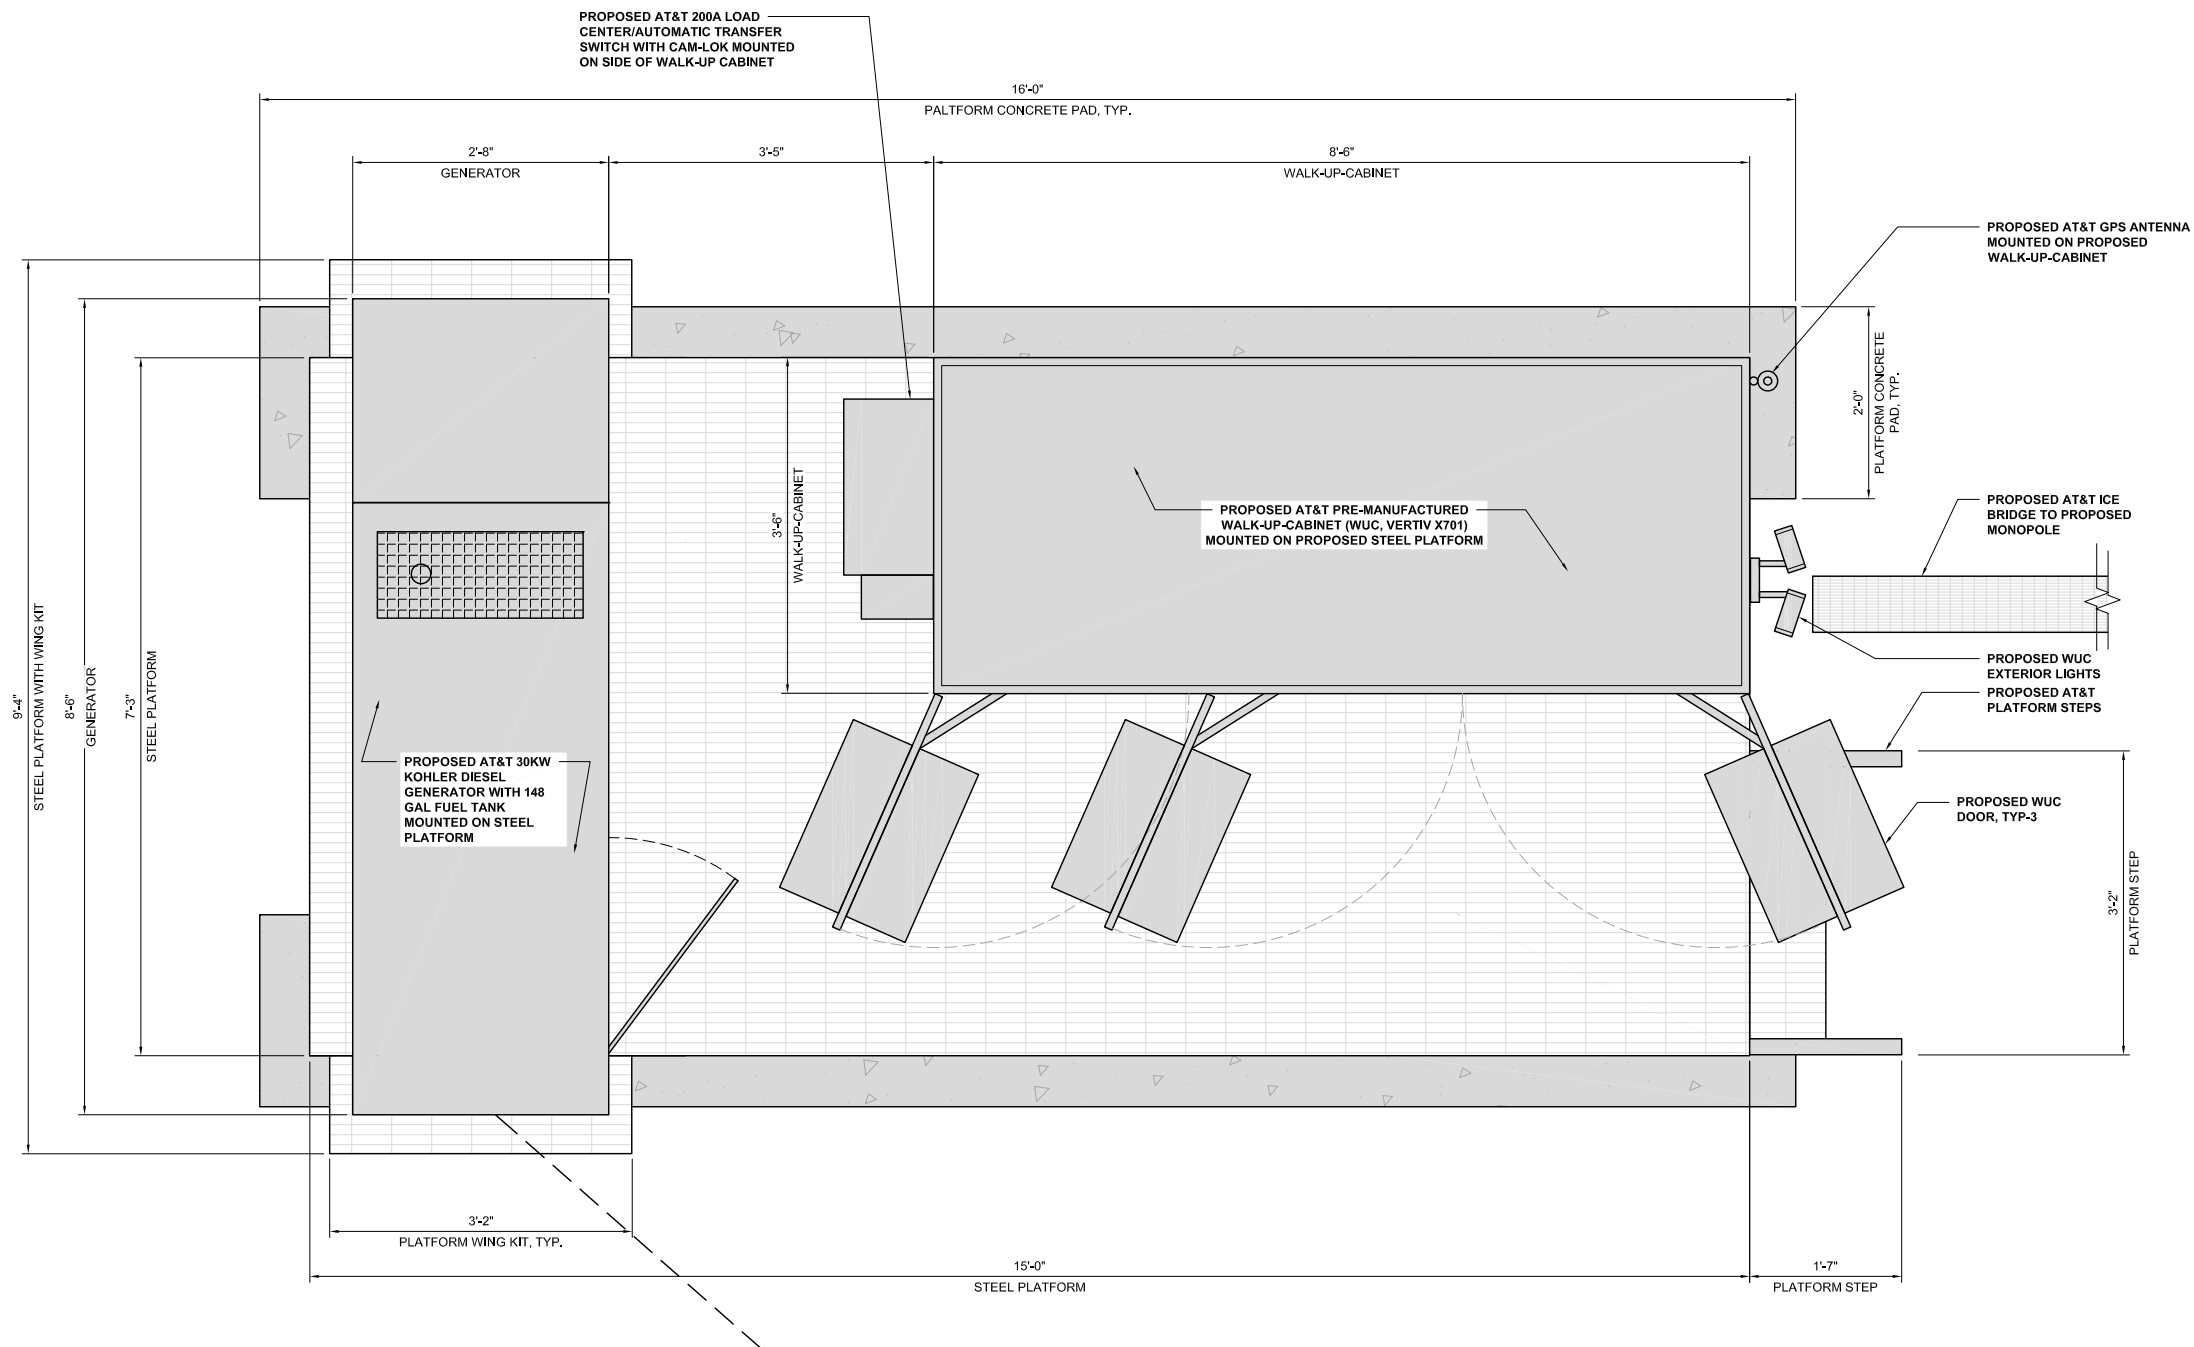 PROPOSED AT&T 200A LOAD
CENTER/AUTOMATIC TRANSFER
SWITCH WITH CAM-LOK MOUNTED
ON SIDE OF WALK-UP CABINET
16'-0"
PALTFORM CONCRETE PAD, TYP.
2'-8"
GENERATOR
3'-5"
8'-6"
WALK-UP-CABINET
PROPOSED AT&T GPS ANTENNA
MOUNTED ON PROPOSED
WALK-UP-CABINET
2'-0"
PLATFORM CONCRETE
PAD, TYP.
3'-6"
WALK-UP-CABINET
PROPOSED AT&T PRE-MANUFACTURED
WALK-UP-CABINET (WUC, VERTIV X701)
MOUNTED ON PROPOSED STEEL PLATFORM
PROPOSED AT&T ICE
BRIDGE TO PROPOSED
MONOPOLE
PROPOSED WUC
EXTERIOR LIGHTS
PROPOSED AT&T
PLATFORM STEPS
9'-4"
STEEL PLATFORM WITH WING KIT
8'-6"
GENERATOR
7'-3"
STEEL PLATFORM
PROPOSED AT&T 30KW
KOHLER DIESEL
GENERATOR WITH 148
GAL FUEL TANK
MOUNTED ON STEEL
PLATFORM
PROPOSED WUC
DOOR, TYP-3
3'-2"
PLATFORM STEP
3'-2"
PLATFORM WING KIT, TYP.
15'-0"
STEEL PLATFORM
1'-7"
PLATFORM STEP